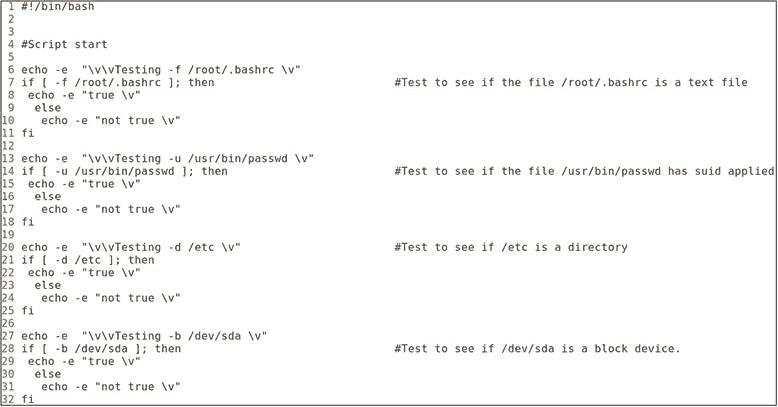 1 #!/bin/bash
2
3
4 #Script start
5
6 echo -e  "\v\vTesting -f /root/.bashrc \v"
7 if [ -f /root/.bashrc ]; then                           #Test to see if the file /root/.bashrc is a text file
8  echo -e "true \v"
9   else
10    echo -e "not true \v"
11 fi
12
13 echo -e  "\v\vTesting -u /usr/bin/passwd \v"
14 if [ -u /usr/bin/passwd ]; then                         #Test to see if the file /usr/bin/passwd has suid applied
15  echo -e "true \v"
16   else
17    echo -e "not true \v"
18 fi
19
20 echo -e  "\v\vTesting -d /etc \v"                       #Test to see if /etc is a directory
21 if [ -d /etc ]; then
22  echo -e "true \v"
23   else
24    echo -e "not true \v"
25 fi
26
27 echo -e  "\v\vTesting -b /dev/sda \v"
28 if [ -b /dev/sda ]; then                                #Test to see if /dev/sda is a block device.
29  echo -e "true \v"
30   else
31    echo -e "not true \v"
32 fi